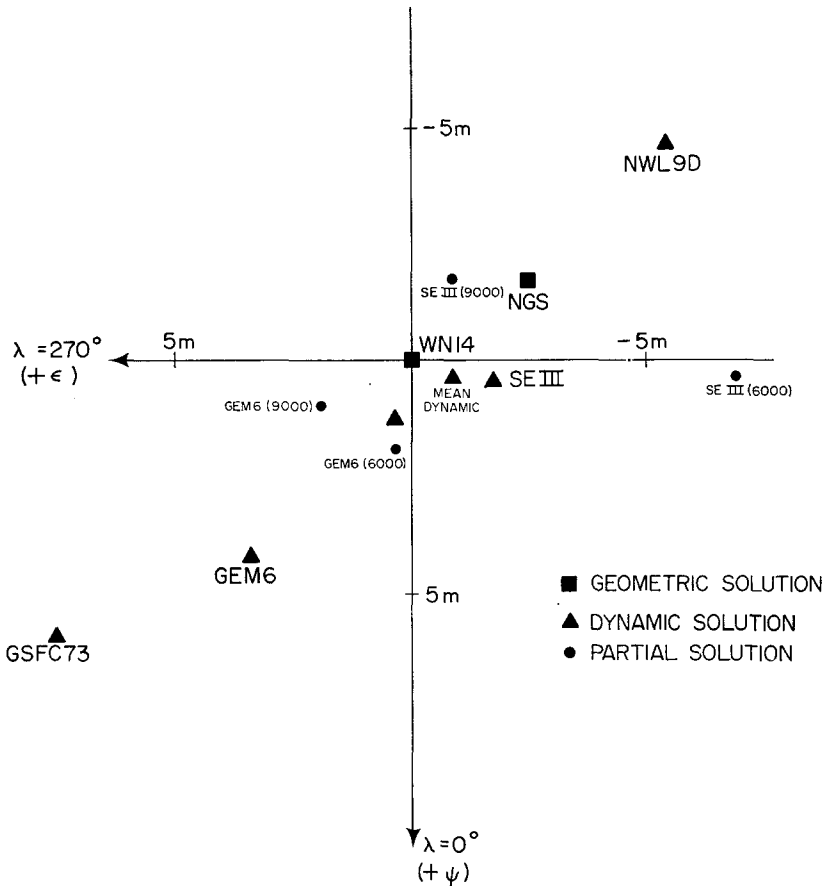 -5m
NWL9D
SE III (9000)
NGS
WN14
λ = 270°
(+ ϵ)
5m
-5m
MEAN
DYNAMIC
SE III
SE III (6000)
GEM6 (9000)
GEM6 (6000)
GEM6
5m
GSFC73
GEOMETRIC SOLUTION
DYNAMIC SOLUTION
PARTIAL SOLUTION
λ = 0°
(+ ψ)